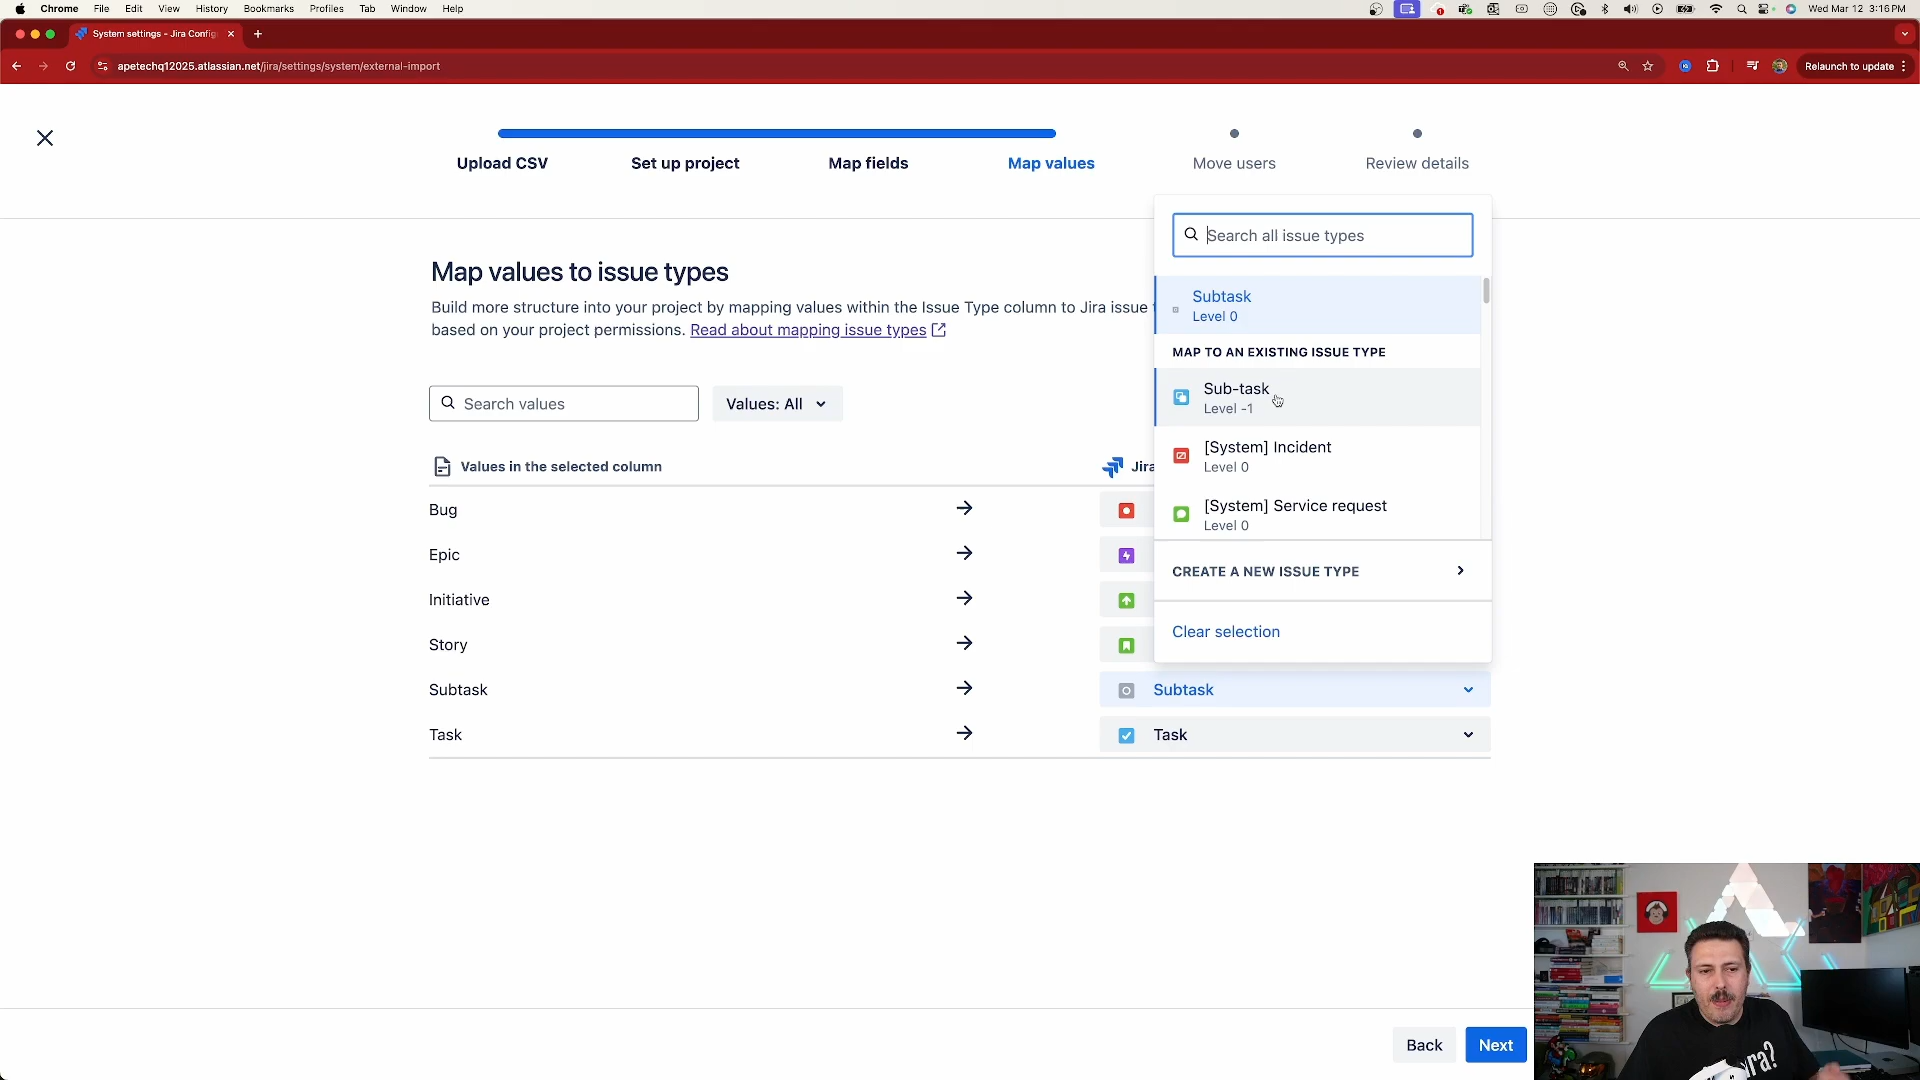 Chrome File Edit View History Bookmarks Profiles Tab Window Help
Wed Mar 12 3:16 PM
System settings - Jira Config
apetechq12025.atlassian.net/jira/settings/system/external-import
Relaunch to update
Upload CSV
Set up project
Map fields
Map values
Move users
Review details
Map values to issue types
Build more structure into your project by mapping values within the Issue Type column to Jira issue
based on your project permissions. Read about mapping issue types
Search values
Values: All
Values in the selected column
Jira
Bug
Epic
Initiative
Story
Subtask
Subtask
Task
Task
Search all issue types
Subtask
Level 0
MAP TO AN EXISTING ISSUE TYPE
Sub-task
Level -1
[System] Incident
Level 0
[System] Service request
Level 0
CREATE A NEW ISSUE TYPE
Clear selection
Back
Next